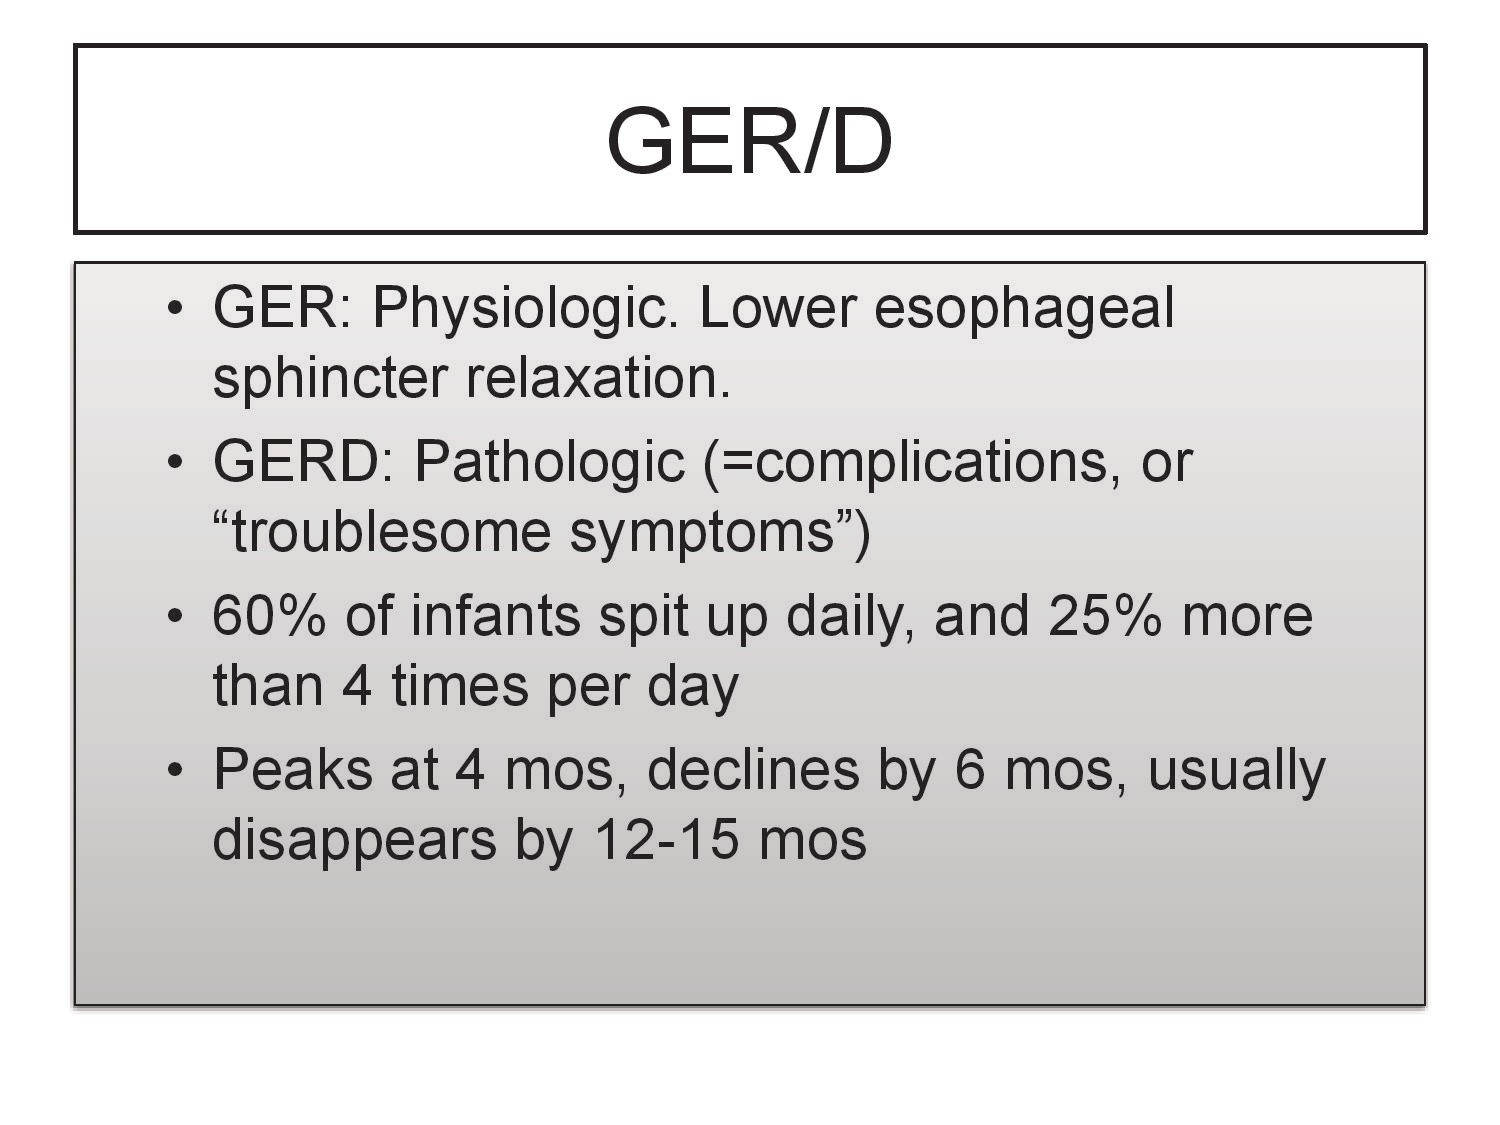 GER/D
• GER: Physiologic. Lower esophageal
sphincter relaxation.
• GERD: Pathologic (=complications, or
“troublesome symptoms”)
• 60% of infants spit up daily, and 25% more
than 4 times per day
• Peaks at 4 mos, declines by 6 mos, usually
disappears by 12-15 mos